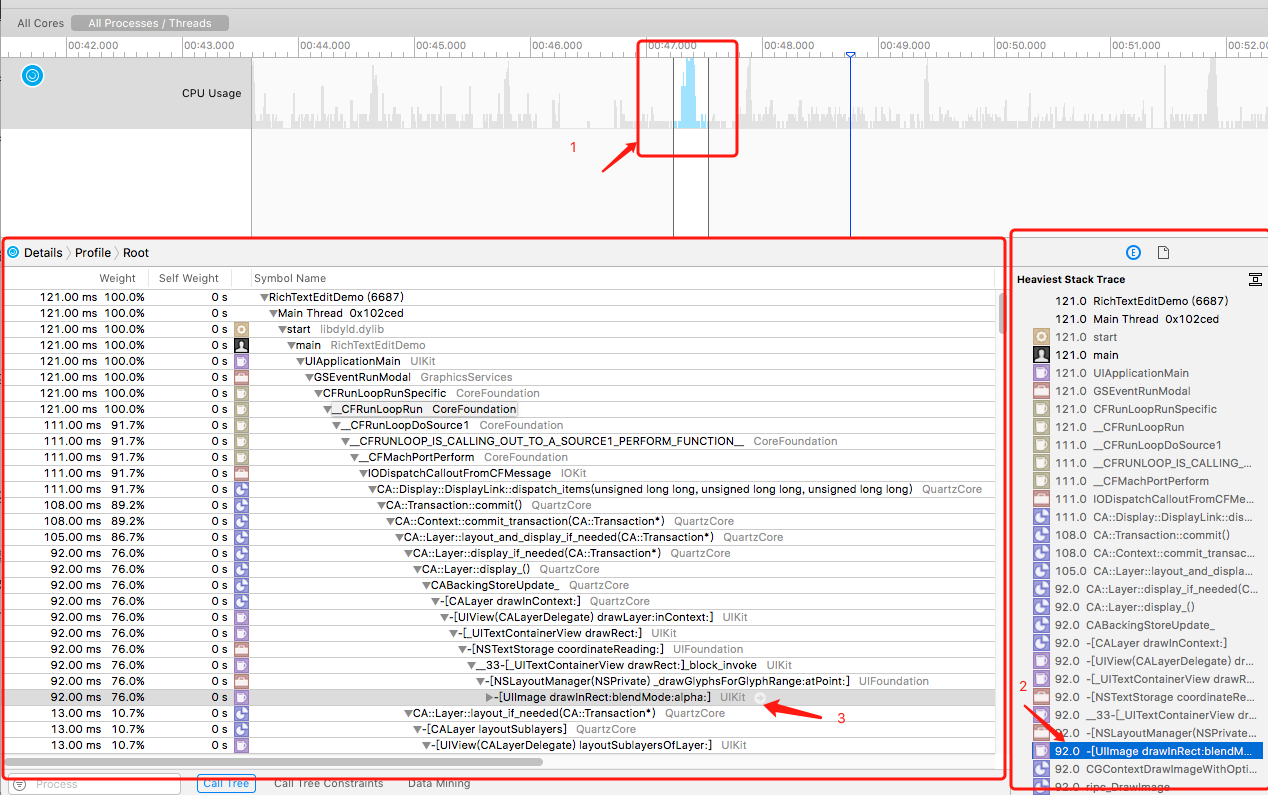 All Cores All Processes / Threads
00:42.000 00:43.000 00:44.000 00:45.000 00:46.000 00:47.000 00:48.000 00:49.000 00:50.000 00:51.000 00:52.0
CPU Usage
1
Details Profile Root
Weight Self Weight Symbol Name
121.00 ms 100.0% 0 s RichTextEditDemo (6687)
121.00 ms 100.0% 0 s Main Thread 0x102ced
121.00 ms 100.0% 0 s start libdyld.dylib
121.00 ms 100.0% 0 s main RichTextEditDemo
121.00 ms 100.0% 0 s UIApplicationMain UIKit
121.00 ms 100.0% 0 s GSEventRunModal GraphicsServices
121.00 ms 100.0% 0 s CFRunLoopRunSpecific CoreFoundation
121.00 ms 100.0% 0 s __CFRunLoopRun CoreFoundation
111.00 ms 91.7% 0 s __CFRunLoopDoSource1 CoreFoundation
111.00 ms 91.7% 0 s __CFRUNLOOP_IS_CALLING_OUT_TO_A_SOURCE1_PERFORM_FUNCTION__ CoreFoundation
111.00 ms 91.7% 0 s __CFMachPortPerform CoreFoundation
111.00 ms 91.7% 0 s IODispatchCalloutFromCFMessage IOKit
111.00 ms 91.7% 0 s CA::Display::DisplayLink::dispatch_items(unsigned long long, unsigned long long, unsigned long long) QuartzCore
108.00 ms 89.2% 0 s CA::Transaction::commit() QuartzCore
108.00 ms 89.2% 0 s CA::Context::commit_transaction(CA::Transaction*) QuartzCore
105.00 ms 86.7% 0 s CA::Layer::layout_and_display_if_needed(CA::Transaction*) QuartzCore
92.00 ms 76.0% 0 s CA::Layer::display_if_needed(CA::Transaction*) QuartzCore
92.00 ms 76.0% 0 s CA::Layer::display_() QuartzCore
92.00 ms 76.0% 0 s CABackingStoreUpdate_ QuartzCore
92.00 ms 76.0% 0 s -[CALayer drawInContext:] QuartzCore
92.00 ms 76.0% 0 s -[UIView(CALayerDelegate) drawLayer:inContext:] UIKit
92.00 ms 76.0% 0 s -[_UITextContainerView drawRect:] UIKit
92.00 ms 76.0% 0 s -[NSTextStorage coordinateReading:] UIFoundation
92.00 ms 76.0% 0 s __33-[_UITextContainerView drawRect:]_block_invoke UIKit
92.00 ms 76.0% 0 s -[NSLayoutManager(NSPrivate) _drawGlyphsForGlyphRange:atPoint:] UIFoundation
92.00 ms 76.0% 0 s -[UIImage drawInRect:blendMode:alpha:] UIKit
3
13.00 ms 10.7% 0 s CA::Layer::layout_if_needed(CA::Transaction*) QuartzCore
13.00 ms 10.7% 0 s -[CALayer layoutSublayers] QuartzCore
13.00 ms 10.7% 0 s -[UIView(CALayerDelegate) layoutSublayersOfLayer:] UIKit
Process Call Tree Call Tree Constraints Data Mining
E
Heaviest Stack Trace
121.0 RichTextEditDemo (6687)
121.0 Main Thread 0x102ced
121.0 start
121.0 main
121.0 UIApplicationMain
121.0 GSEventRunModal
121.0 CFRunLoopRunSpecific
121.0 __CFRunLoopRun
111.0 __CFRunLoopDoSource1
111.0 __CFRUNLOOP_IS_CALLING_...
111.0 __CFMachPortPerform
111.0 IODispatchCalloutFromCFMe...
111.0 CA::Display::DisplayLink::dis...
108.0 CA::Transaction::commit()
108.0 CA::Context::commit_transac...
105.0 CA::Layer::layout_and_displa...
92.0 CA::Layer::display_if_needed(C...
92.0 CA::Layer::display_()
92.0 CABackingStoreUpdate_
92.0 -[CALayer drawInContext:]
92.0 -[UIView(CALayerDelegate) dr...
92.0 -[_UITextContainerView drawR...
2
92.0 -[NSTextStorage coordinateRe...
92.0 __33-[_UITextContainerView dr...
92.0 -[NSLayoutManager(NSPrivate...
92.0 -[UIImage drawInRect:blendM...
92.0 CGContextDrawImageWithOpti...
92.0 ripc_DrawImage